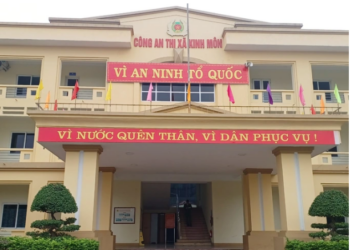 CÔNG AN THỊ XÃ KINH MÔN
VÌ AN NINH TỔ QUỐC
VÌ NƯỚC QUÊN THÂN, VÌ DÂN PHỤC VỤ !